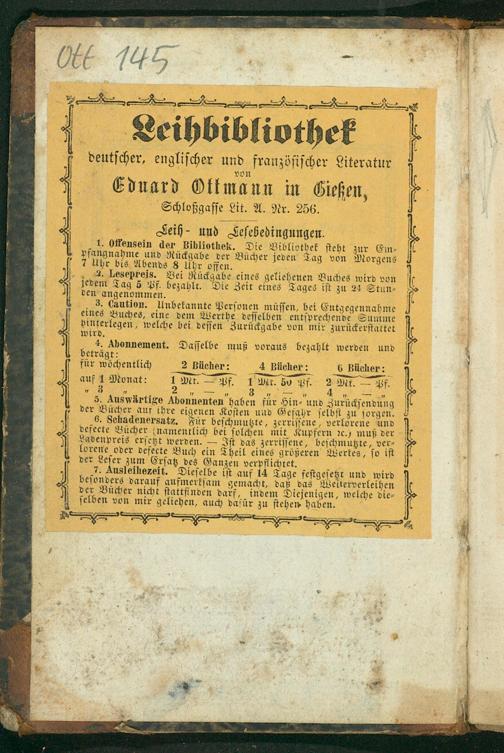 Ott 145
Leihbibliothek
deutscher, englischer und französischer Literatur
von
Eduard Ottmann in Gießen,
Schloßgasse Lit. A. Nr. 256.
Leih- und Lesebedingungen.
1. Offensein der Bibliothek. Die Bibliothek steht zur Em-
pfangnahme und Rückgabe der Bücher jeden Tag von Morgens
7 Uhr bis Abends 8 Uhr offen.
2. Lesepreis. Bei Rückgabe eines geliehenen Buches wird von
jedem Tag 5 Pf. bezahlt. Die Zeit eines Tages ist zu 24 Stun-
den angenommen.
3. Caution. Unbekannte Personen müssen, bei Entgegennahme
eines Buches, eine dem Werthe desselben entsprechende Summe
hinterlegen, welche bei dessen Zurückgabe von mir zurückerstattet
wird.
4. Abonnement. Dasselbe muß voraus bezahlt werden und
beträgt:
für wöchentlich 2 Bücher: 4 Bücher: 6 Bücher:
auf 1 Monat: 1 Mk. — Pf. 1 Mk. 50 Pf. 2 Mk. — Pf.
„ 3 „ 2 „ — „ 3 „ — „ 4 „ — „
5. Auswärtige Abonnenten haben für Hin- und Zurücksendung
der Bücher auf ihre eigenen Kosten und Gefahr selbst zu sorgen.
6. Schadenersatz. Für beschmutzte, zerrissene, verlorene und
defecte Bücher (namentlich bei solchen mit Kupfern ꝛc.) muß der
Ladenpreis ersetzt werden. — Ist das zerrissene, beschmutzte, ver-
lorene oder defecte Buch ein Theil eines größeren Werkes, so ist
der Leser zum Ersatz des Ganzen verpflichtet.
7. Ausleihezeit. Dieselbe ist auf 14 Tage festgesetzt und wird
besonders darauf aufmerksam gemacht, daß das Weiterverleihen
der Bücher nicht stattfinden darf, indem Diejenigen, welche die-
selben von mir geliehen, auch dafür zu stehen haben.